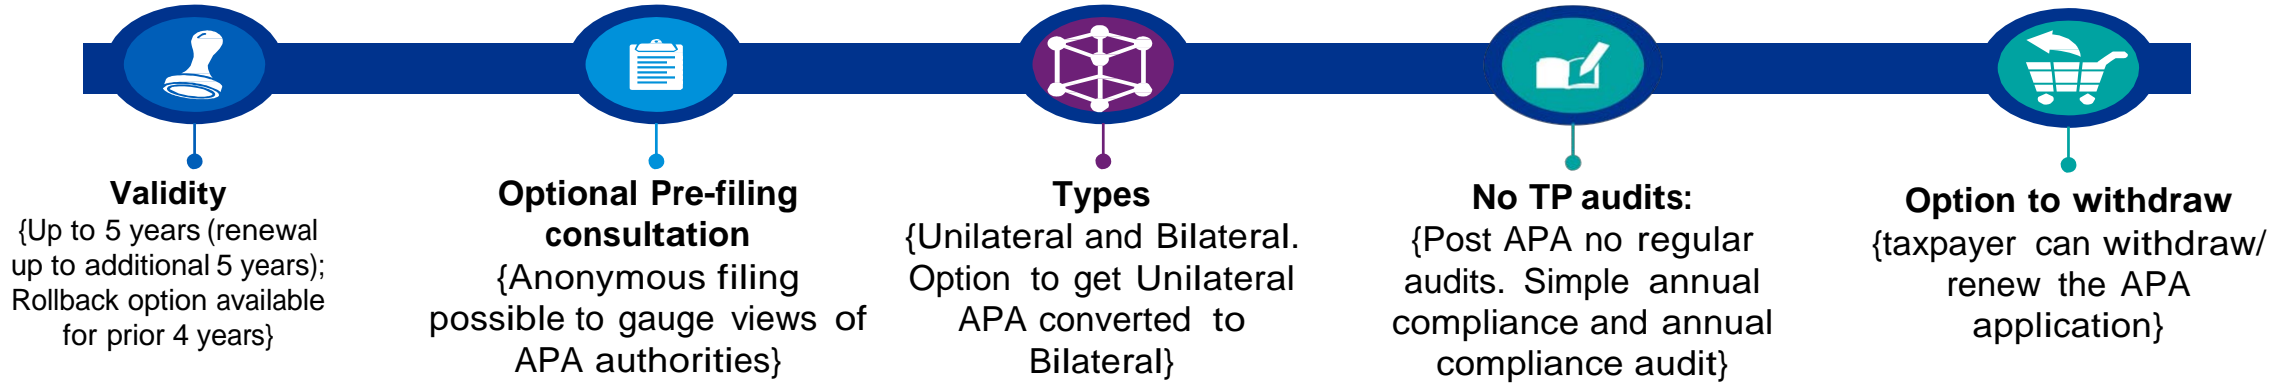 Validity
{Up to 5 years (renewal
up to additional 5 years);
Rollback option available
for prior 4 years}
Optional Pre-filing
consultation
{Anonymous filing
possible to gauge views of
APA authorities}
Types
{Unilateral and Bilateral.
Option to get Unilateral
APA converted to
Bilateral}
No TP audits:
{Post APA no regular
audits. Simple annual
compliance and annual
compliance audit}
Option to withdraw
{taxpayer can withdraw/
renew the APA
application}